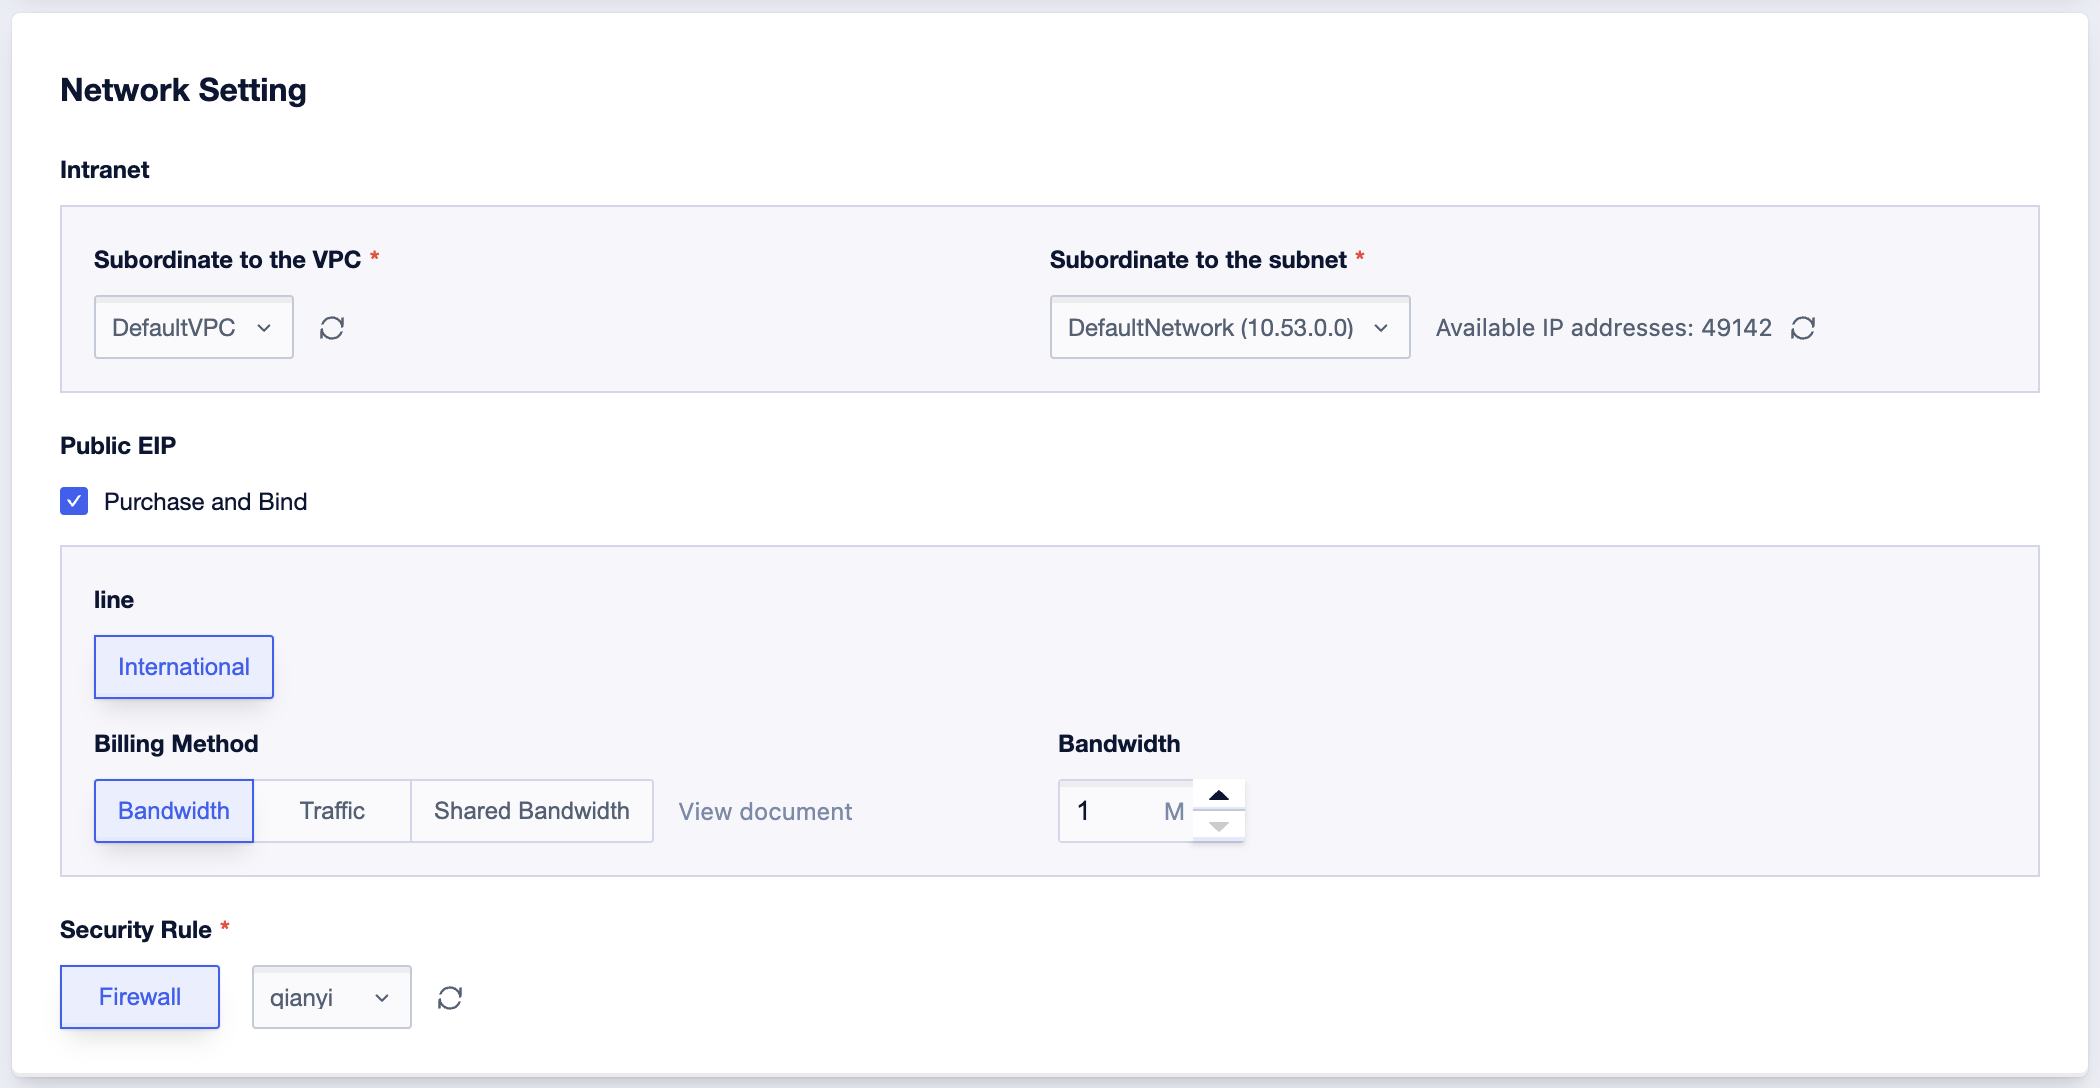 Network Setting
Intranet
Subordinate to the VPC *
Subordinate to the subnet *
DefaultVPC
DefaultNetwork (10.53.0.0)
Available IP addresses: 49142
Public EIP
Purchase and Bind
line
International
Billing Method
Bandwidth
Bandwidth
Traffic
Shared Bandwidth
View document
1 M
Security Rule *
Firewall
qianyi